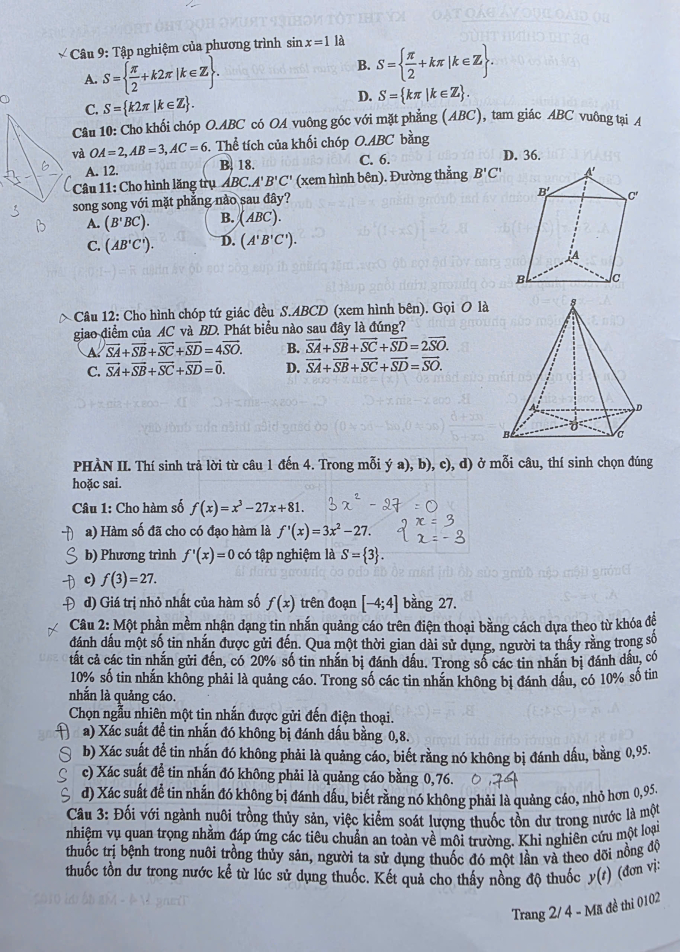 Câu 9: Tập nghiệm của phương trình sin x = 1 là
A. S = {π/2 + k2π | k ∈ ℤ}. B. S = {π/2 + kπ | k ∈ ℤ}.
C. S = {k2π | k ∈ ℤ}. D. S = {kπ | k ∈ ℤ}.
Câu 10: Cho khối chóp O.ABC có OA vuông góc với mặt phẳng (ABC), tam giác ABC vuông tại A
và OA = 2, AB = 3, AC = 6. Thể tích của khối chóp O.ABC bằng
A. 12. B. 18. C. 6. D. 36.
Câu 11: Cho hình lăng trụ ABC.A'B'C' (xem hình bên). Đường thẳng B'C'
song song với mặt phẳng nào sau đây?
A. (B'BC). B. (ABC).
C. (AB'C'). D. (A'B'C').
A'
B' C'
A
B C
6
3
B
Câu 12: Cho hình chóp tứ giác đều S.ABCD (xem hình bên). Gọi O là
giao điểm của AC và BD. Phát biểu nào sau đây là đúng?
A. SA⃗ + SB⃗ + SC⃗ + SD⃗ = 4SO⃗. B. SA⃗ + SB⃗ + SC⃗ + SD⃗ = 2SO⃗.
C. SA⃗ + SB⃗ + SC⃗ + SD⃗ = 0⃗. D. SA⃗ + SB⃗ + SC⃗ + SD⃗ = SO⃗.
S
A D
O
B C
PHẦN II. Thí sinh trả lời từ câu 1 đến 4. Trong mỗi ý a), b), c), d) ở mỗi câu, thí sinh chọn đúng
hoặc sai.
Câu 1: Cho hàm số f(x) = x³ − 27x + 81. 3x² − 27 = 0
Đ a) Hàm số đã cho có đạo hàm là f'(x) = 3x² − 27. { x = 3
x = −3
S b) Phương trình f'(x) = 0 có tập nghiệm là S = {3}.
Đ c) f(3) = 27.
Đ d) Giá trị nhỏ nhất của hàm số f(x) trên đoạn [−4;4] bằng 27.
Câu 2: Một phần mềm nhận dạng tin nhắn quảng cáo trên điện thoại bằng cách dựa theo từ khóa để
đánh dấu một số tin nhắn được gửi đến. Qua một thời gian dài sử dụng, người ta thấy rằng trong số
tất cả các tin nhắn gửi đến, có 20% số tin nhắn bị đánh dấu. Trong số các tin nhắn bị đánh dấu, có
10% số tin nhắn không phải là quảng cáo. Trong số các tin nhắn không bị đánh dấu, có 10% số tin
nhắn là quảng cáo.
Chọn ngẫu nhiên một tin nhắn được gửi đến điện thoại.
Đ a) Xác suất để tin nhắn đó không bị đánh dấu bằng 0,8.
S b) Xác suất để tin nhắn đó không phải là quảng cáo, biết rằng nó không bị đánh dấu, bằng 0,95.
S c) Xác suất để tin nhắn đó không phải là quảng cáo bằng 0,76. 0,74
S d) Xác suất để tin nhắn đó không bị đánh dấu, biết rằng nó không phải là quảng cáo, nhỏ hơn 0,95.
Câu 3: Đối với ngành nuôi trồng thủy sản, việc kiểm soát lượng thuốc tồn dư trong nước là một
nhiệm vụ quan trọng nhằm đáp ứng các tiêu chuẩn an toàn về môi trường. Khi nghiên cứu một loại
thuốc trị bệnh trong nuôi trồng thủy sản, người ta sử dụng thuốc đó một lần và theo dõi nồng độ
thuốc tồn dư trong nước kể từ lúc sử dụng thuốc. Kết quả cho thấy nồng độ thuốc y(t) (đơn vị:
Trang 2/ 4 - Mã đề thi 0102